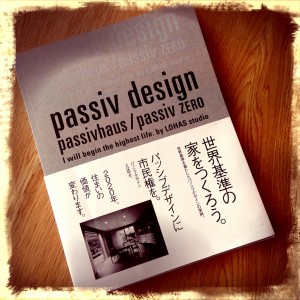 passiv design
passivhaus / passiv ZERO
I will begin the highest life. by LOHAS studio
世界基準の
家をつくろう。
パッシブデザインに
市民権を。
2020年、
住まいの
価値が
変わります。